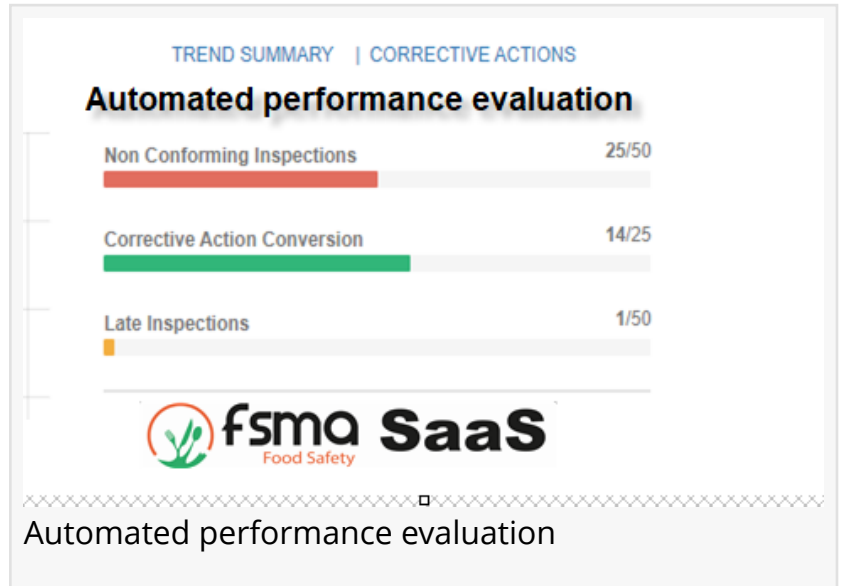 TREND SUMMARY | CORRECTIVE ACTIONS
Automated performance evaluation
Non Conforming Inspections 25/50
Corrective Action Conversion 14/25
Late Inspections 1/50
fsma SaaS
Food Safety
Automated performance evaluation